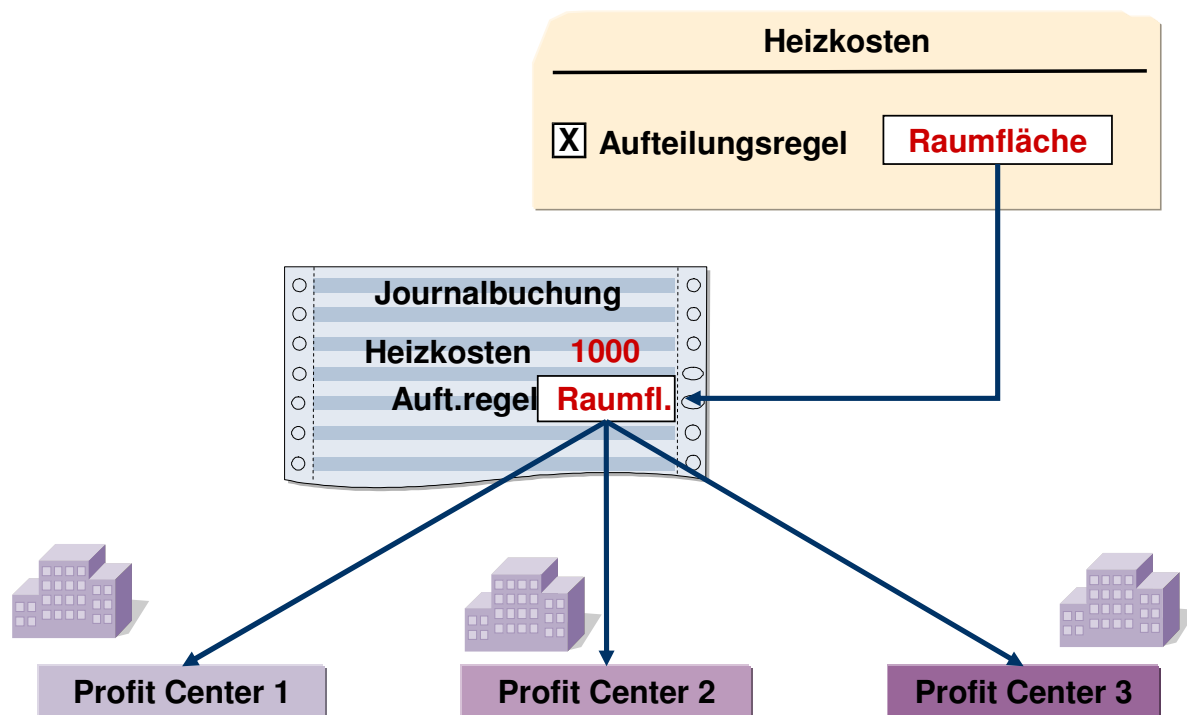 Heizkosten
X Aufteilungsregel Raumfläche
Journalbuchung
Heizkosten 1000
Auft.regel Raumfl.
Profit Center 1 Profit Center 2 Profit Center 3